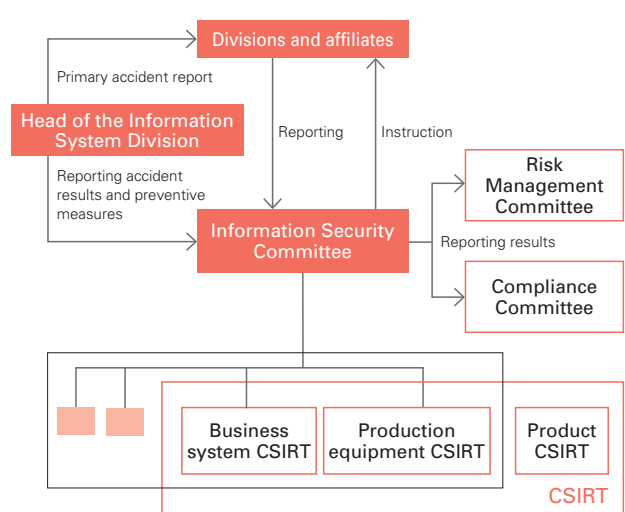 Divisions and affiliates
Primary accident report
Head of the Information
System Division
Reporting
Instruction
Reporting accident
results and preventive
measures
Risk
Management
Committee
Information Security
Committee
Reporting results
Compliance
Committee
Business
system CSIRT
Production
equipment CSIRT
Product
CSIRT
CSIRT